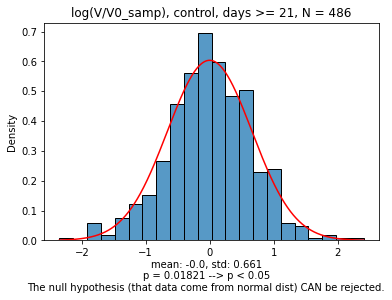 log(V/V0_samp), control, days >= 21, N = 486
0.7
0.6
0.5
0.4
0.3
0.2
0.1
0.0
Density
−2
−1
0
1
2
mean: -0.0, std: 0.661
p = 0.01821 --> p < 0.05
The null hypothesis (that data come from normal dist) CAN be rejected.